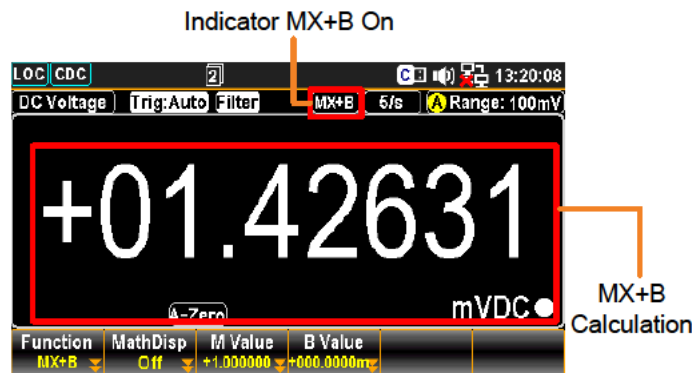 Indicator MX+B On
LOC CDC 2 C 13:20:08
DC Voltage Trig:Auto Filter MX+B 5/s A Range: 100mV
+01.42631
A-Zero mVDC
MX+B
Calculation
Function MathDisp M Value B Value
MX+B Off +1.000000 +000.0000m